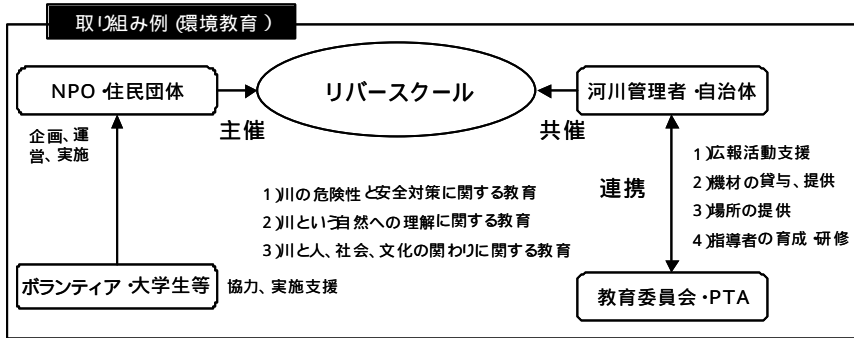 取り組み例（環境教育）
NPO・住民団体
リバースクール
河川管理者・自治体
主催
共催
企画、運
営、実施
連携
1)広報活動支援
2)機材の貸与、提供
3)場所の提供
4)指導者の育成・研修
1)川の危険性と安全対策に関する教育
2)川という自然への理解に関する教育
3)川と人、社会、文化の関わりに関する教育
ボランティア・大学生等
協力、実施支援
教育委員会・PTA